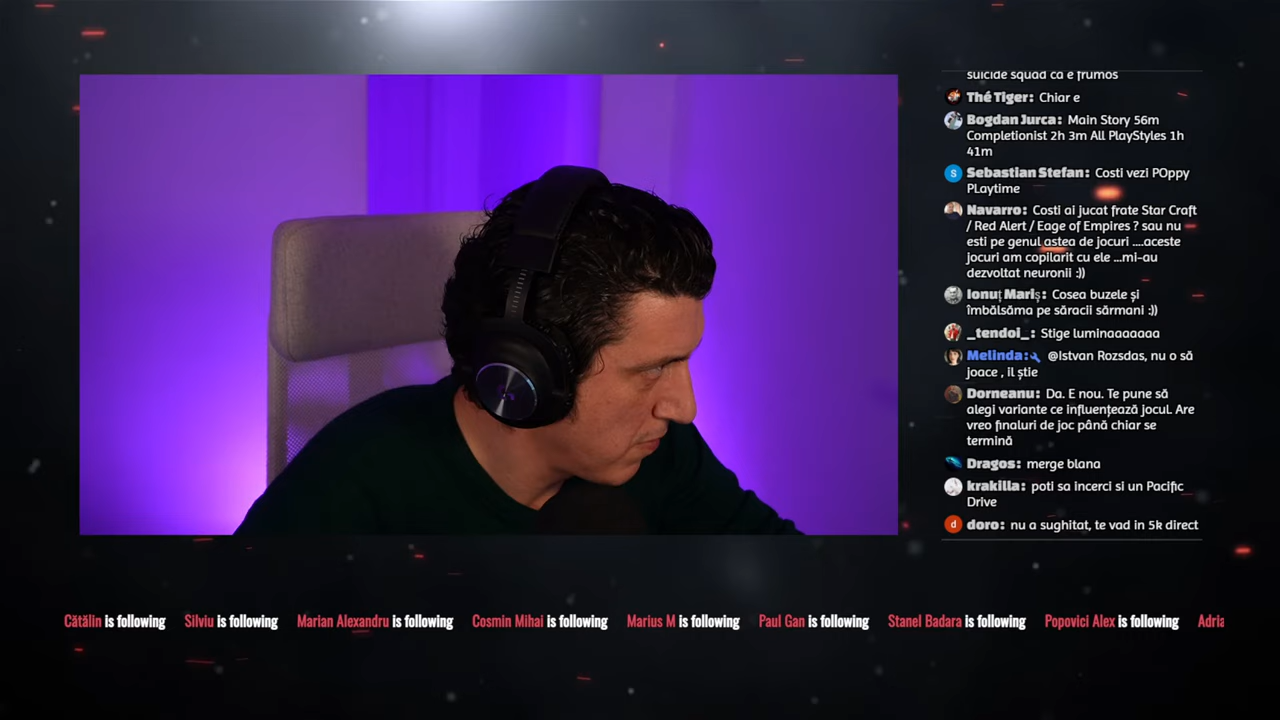 suicide squad ca e frumos
Thé Tiger: Chiar e
Bogdan Jurca: Main Story 56m
Completionist 2h 3m All PlayStyles 1h
41m
S Sebastian Stefan: Costi vezi POppy
PLaytime
Navarro: Costi ai jucat frate Star Craft
/ Red Alert / Eage of Empires ? sau nu
esti pe genul astea de jocuri ....aceste
jocuri am copilarit cu ele ...mi-au
dezvoltat neuronii :))
Ionuț Mariș: Cosea buzele și
îmbălsăma pe săracii sărmani :))
_tendoi_: Stige luminaaaaaaa
Melinda: @Istvan Rozsdas, nu o să
joace , il știe
Dorneanu: Da. E nou. Te pune să
alegi variante ce influențează jocul. Are
vreo finaluri de joc până chiar se
termină
Dragos: merge blana
krakilla: poti sa incerci si un Pacific
Drive
d doro: nu a sughitat, te vad in 5k direct
Cătălin is following Silviu is following Marian Alexandru is following Cosmin Mihai is following Marius M is following Paul Gan is following Stanel Badara is following Popovici Alex is following Adria